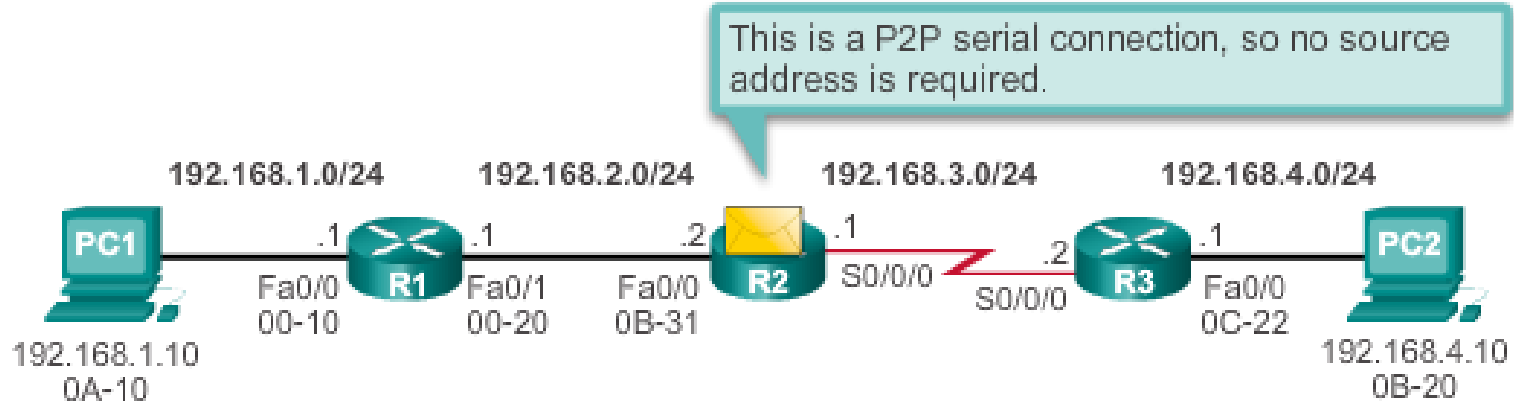 This is a P2P serial connection, so no source
address is required.
192.168.1.0/24 192.168.2.0/24 192.168.3.0/24 192.168.4.0/24
PC1 .1 R1 .1 .2 R2 .1 .2 R3 .1 PC2
Fa0/0 Fa0/1 Fa0/0 S0/0/0 S0/0/0 Fa0/0
00-10 00-20 0B-31 0C-22
192.168.1.10 192.168.4.10
0A-10 0B-20